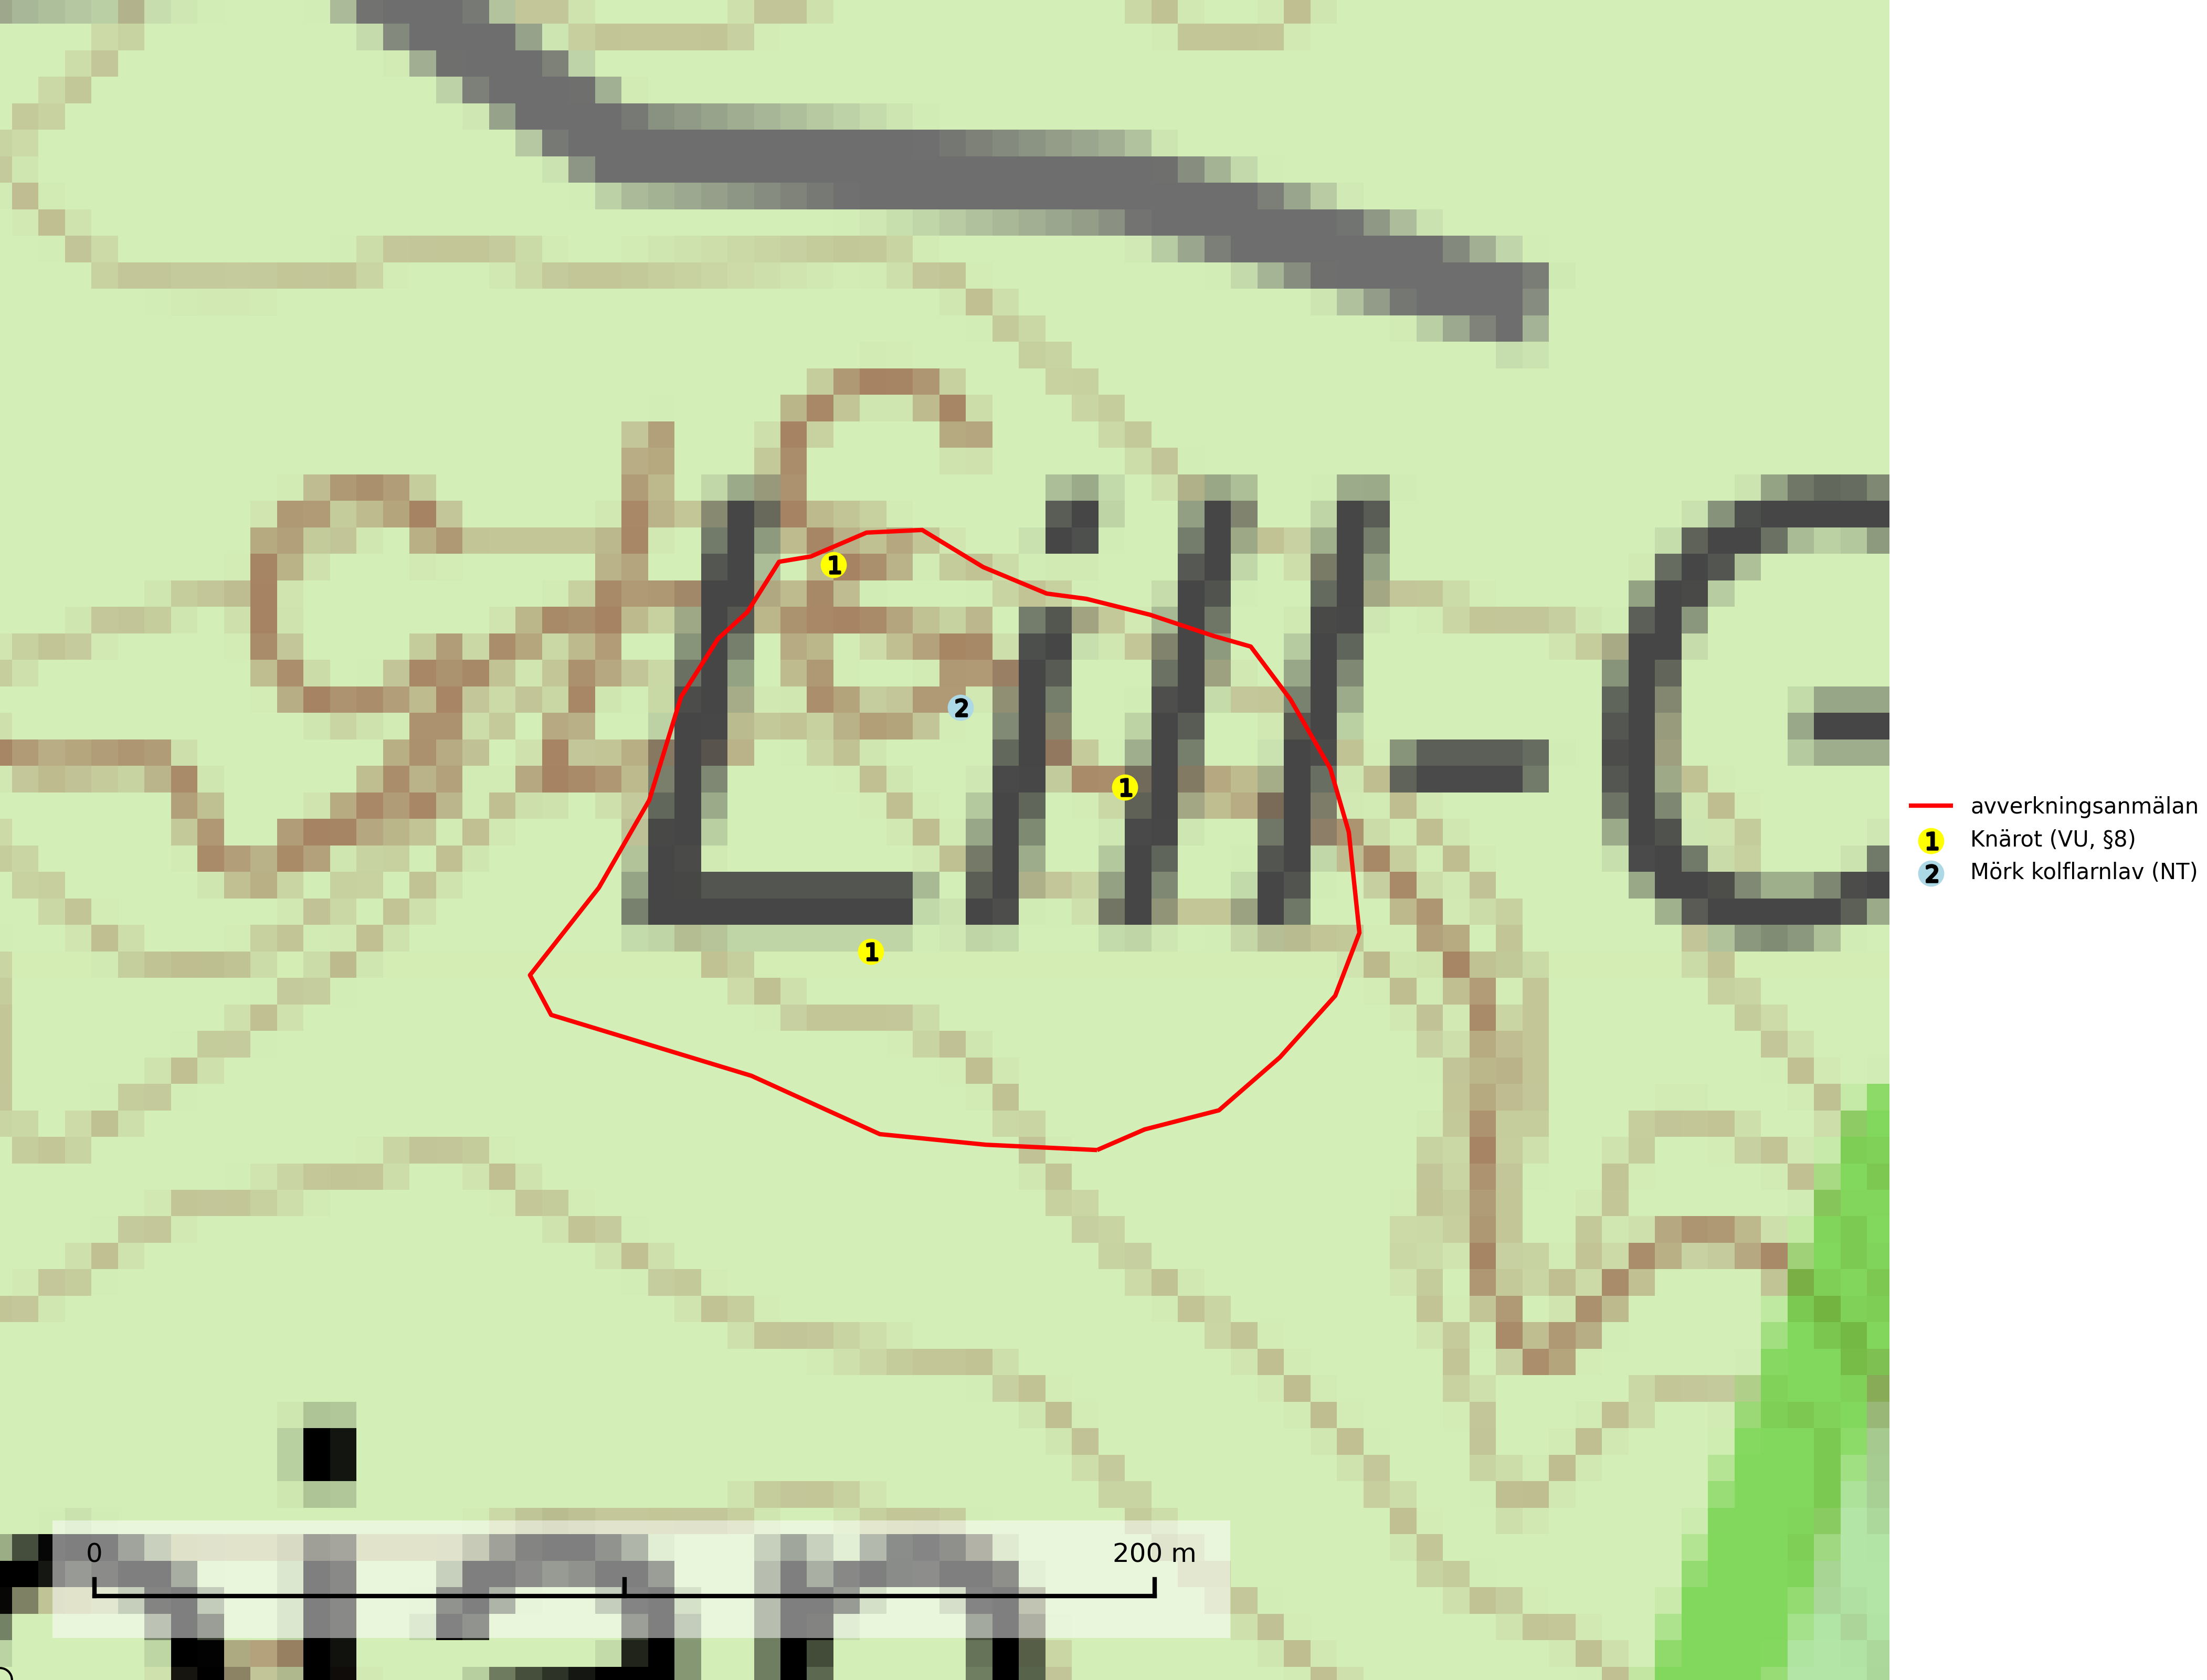 1
2
1
1
avverkningsanmälan
1 Knärot (VU, §8)
2 Mörk kolflarnlav (NT)
0 200 m